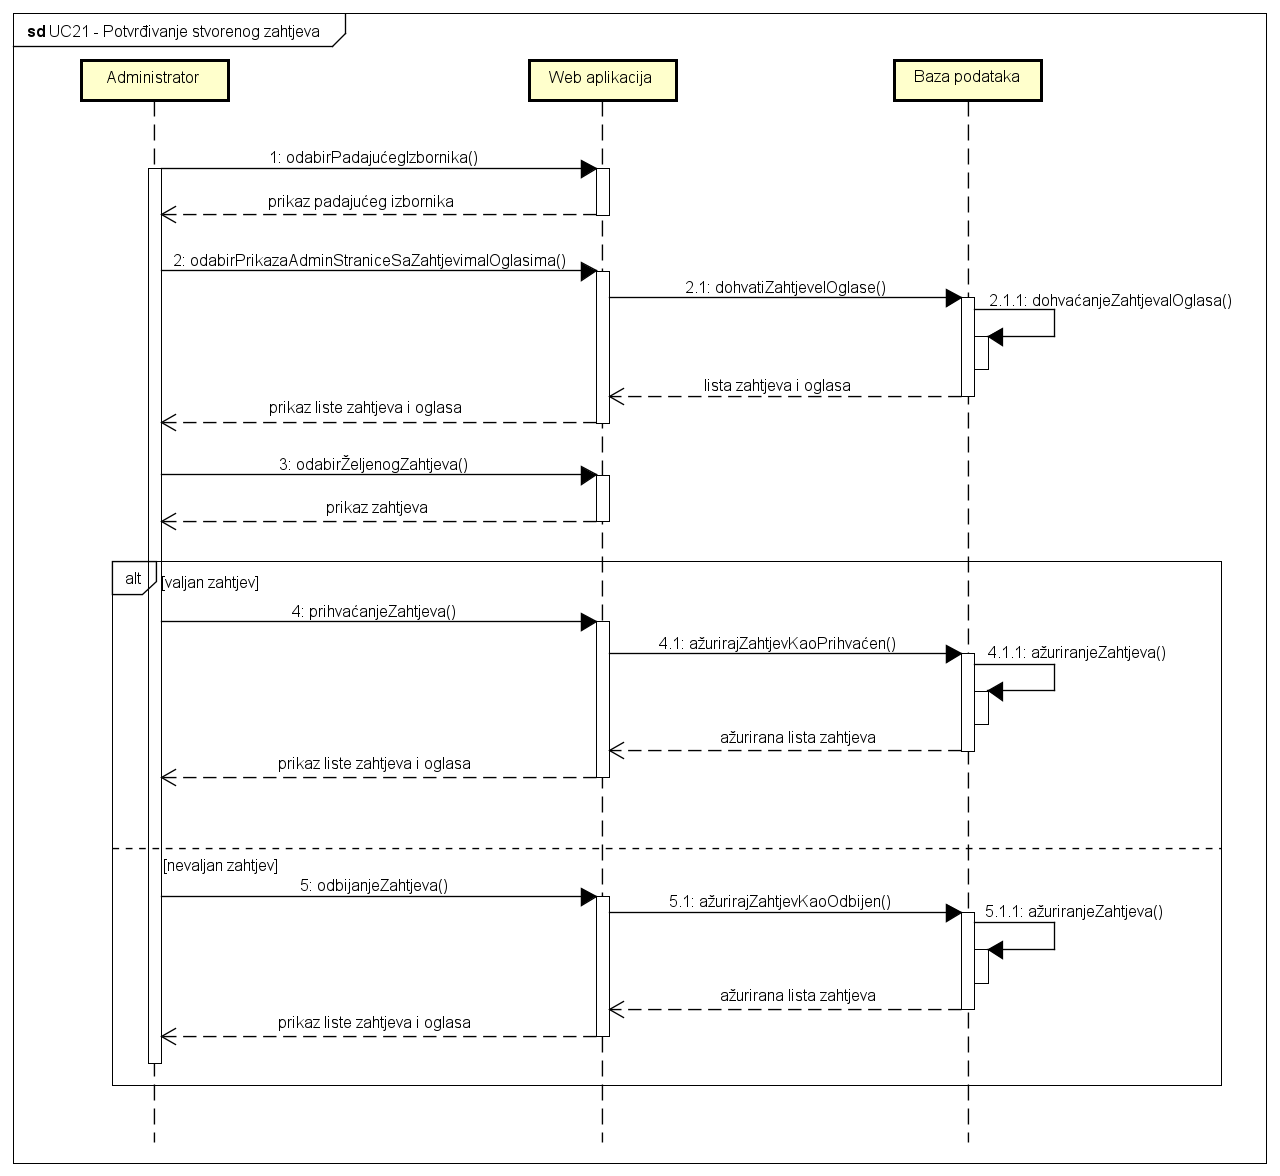 sd UC21 - Potvrđivanje stvorenog zahtjeva
Administrator
Web aplikacija
Baza podataka
1: odabirPadajućegIzbornika()
prikaz padajućeg izbornika
2: odabirPrikazaAdminStraniceSaZahtjevimaIOglasima()
2.1: dohvatiZahtjeveIOglase()
2.1.1: dohvaćanjeZahtjevaIOglasa()
lista zahtjeva i oglasa
prikaz liste zahtjeva i oglasa
3: odabirŽeljenogZahtjeva()
prikaz zahtjeva
alt
[valjan zahtjev]
4: prihvaćanjeZahtjeva()
4.1: ažurirajZahtjevKaoPrihvaćen()
4.1.1: ažuriranjeZahtjeva()
ažurirana lista zahtjeva
prikaz liste zahtjeva i oglasa
[nevaljan zahtjev]
5: odbijanjeZahtjeva()
5.1: ažurirajZahtjevKaoOdbijen()
5.1.1: ažuriranjeZahtjeva()
ažurirana lista zahtjeva
prikaz liste zahtjeva i oglasa